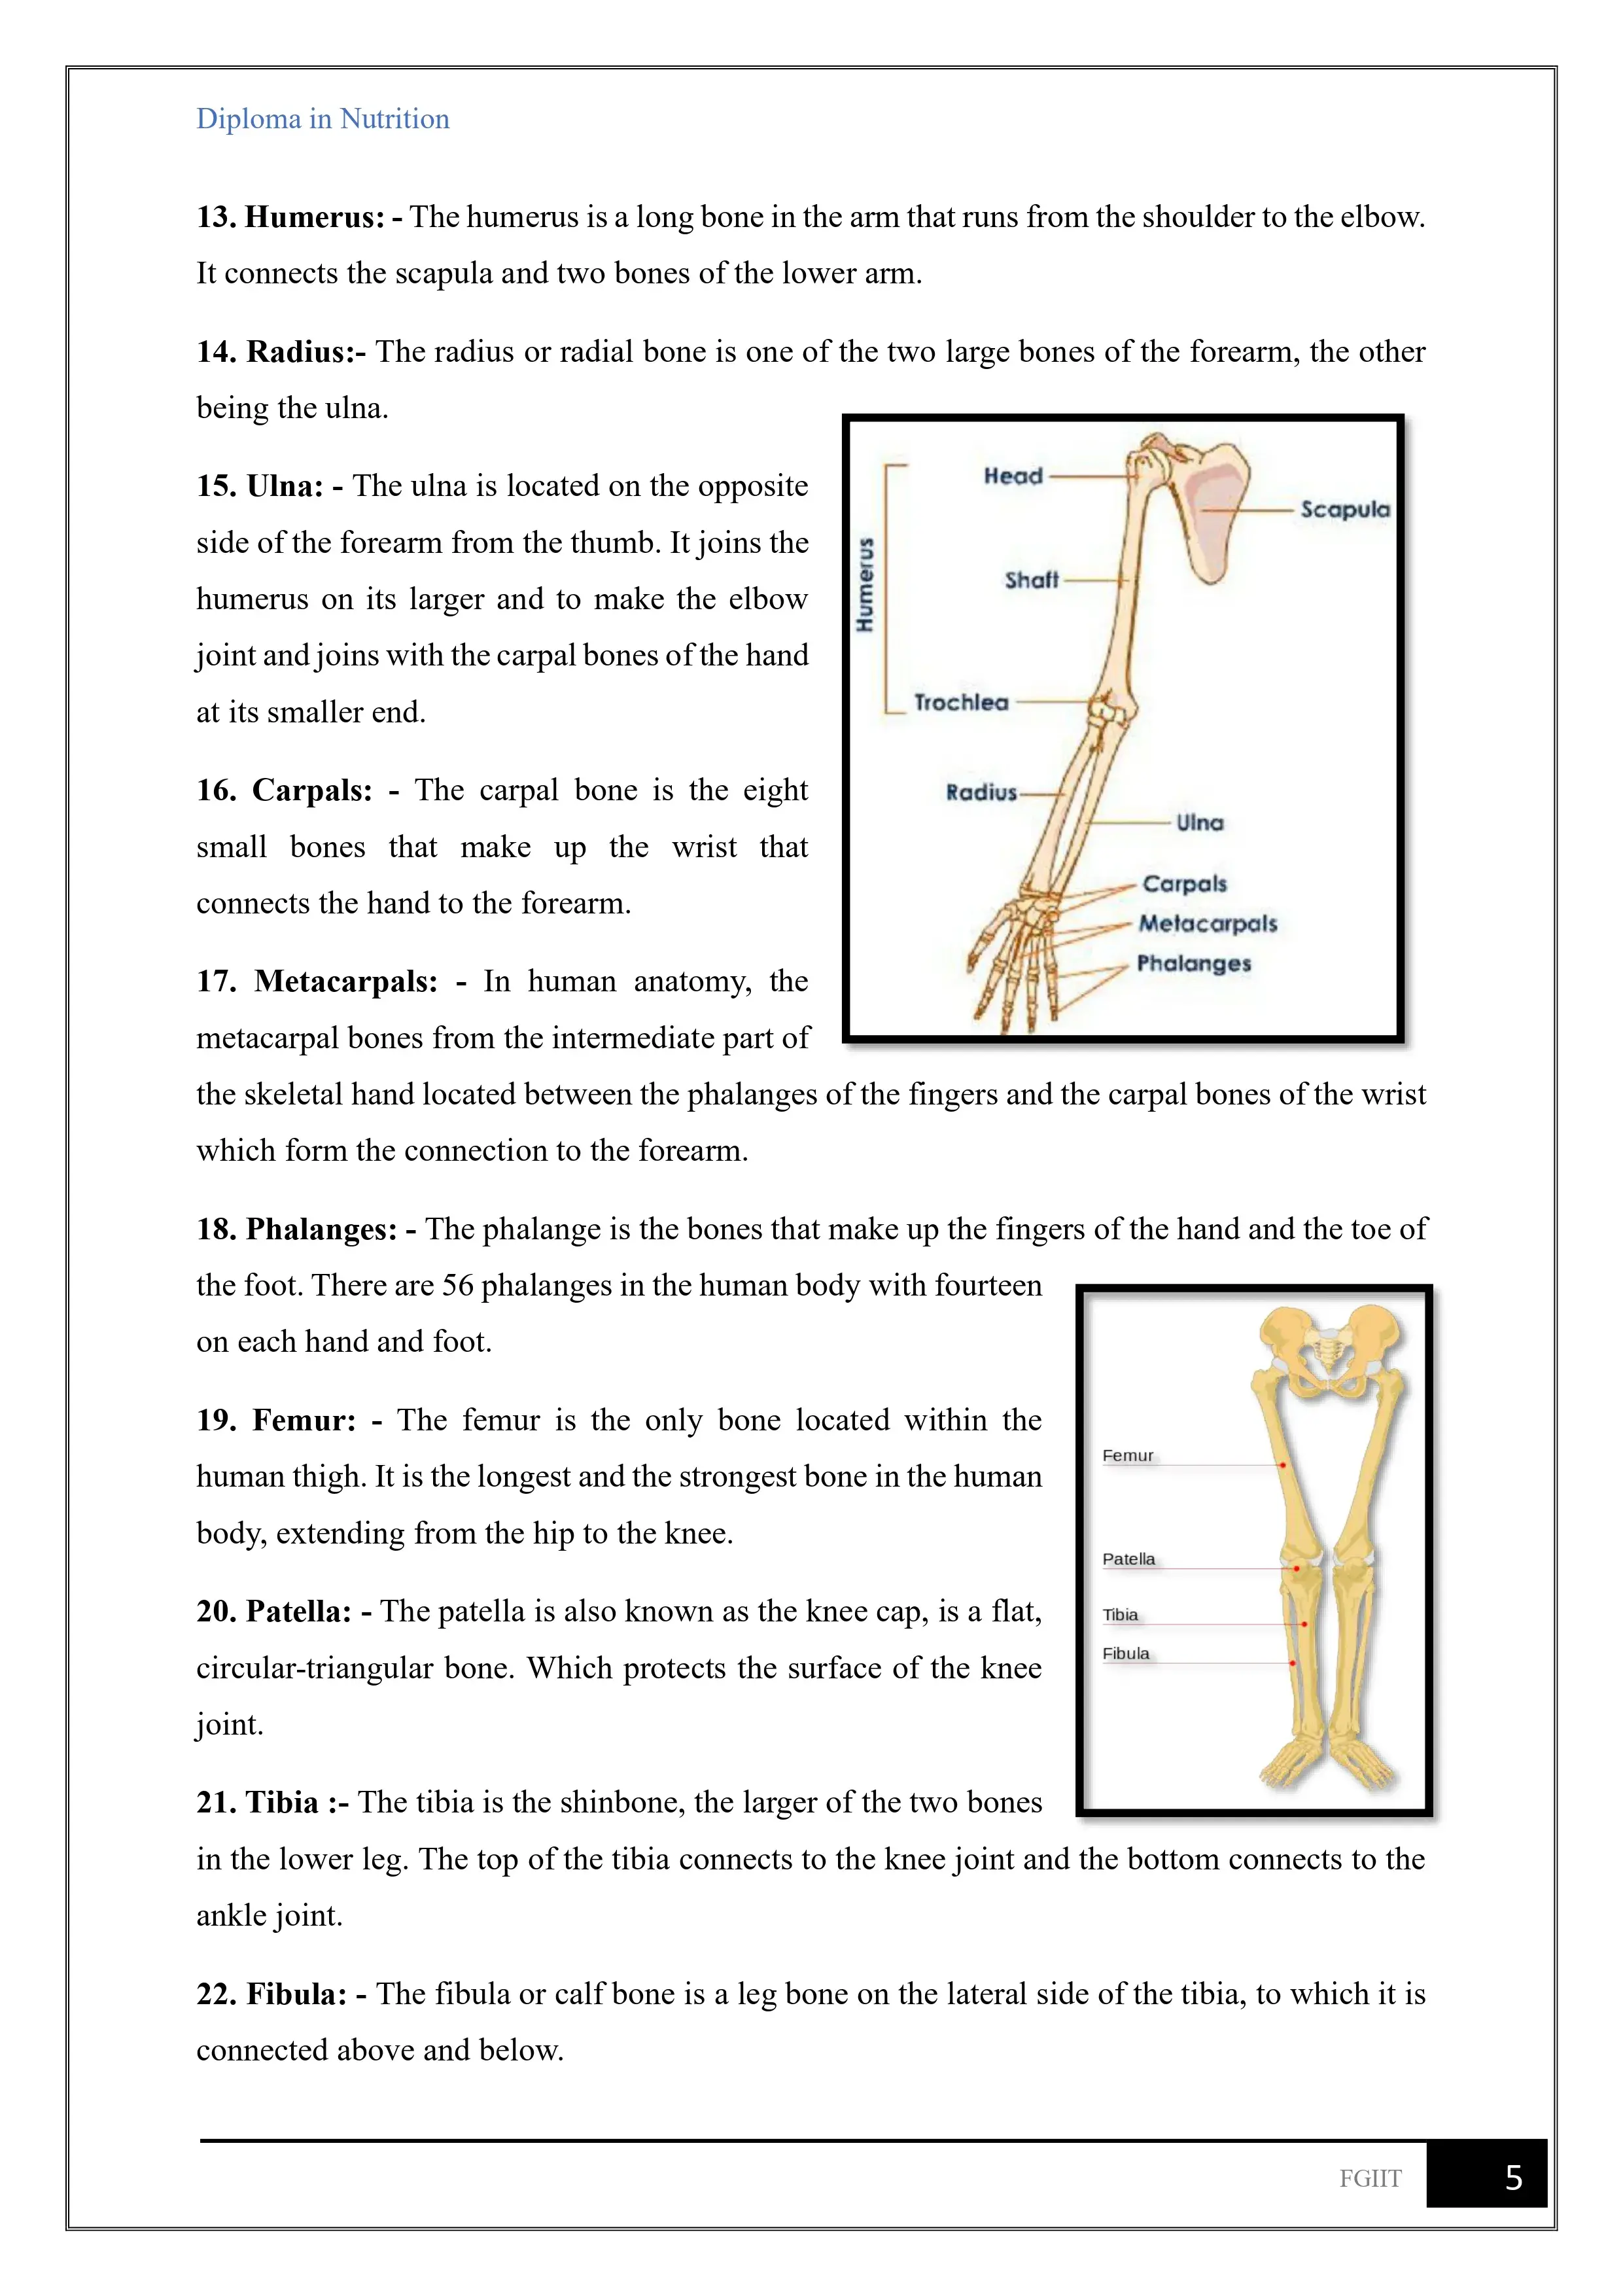 Diploma in Nutrition
13. Humerus: - The humerus is a long bone in the arm that runs from the shoulder to the elbow.
It connects the scapula and two bones of the lower arm.
14. Radius:- The radius or radial bone is one of the two large bones of the forearm, the other
being the ulna.
15. Ulna: - The ulna is located on the opposite
side of the forearm from the thumb. It joins the
humerus on its larger and to make the elbow
joint and joins with the carpal bones of the hand
at its smaller end.
16. Carpals: - The carpal bone is the eight
small bones that make up the wrist that
connects the hand to the forearm.
17. Metacarpals: - In human anatomy, the
metacarpal bones from the intermediate part of
Head
Scapula
Humerus
Shaft
Trochlea
Radius
Ulna
Carpals
Metacarpals
Phalanges
the skeletal hand located between the phalanges of the fingers and the carpal bones of the wrist
which form the connection to the forearm.
18. Phalanges: - The phalange is the bones that make up the fingers of the hand and the toe of
the foot. There are 56 phalanges in the human body with fourteen
on each hand and foot.
19. Femur: - The femur is the only bone located within the
human thigh. It is the longest and the strongest bone in the human
body, extending from the hip to the knee.
20. Patella: - The patella is also known as the knee cap, is a flat,
circular-triangular bone. Which protects the surface of the knee
joint.
21. Tibia :- The tibia is the shinbone, the larger of the two bones
Femur
Patella
Tibia
Fibula
in the lower leg. The top of the tibia connects to the knee joint and the bottom connects to the
ankle joint.
22. Fibula: - The fibula or calf bone is a leg bone on the lateral side of the tibia, to which it is
connected above and below.
FGIIT
5